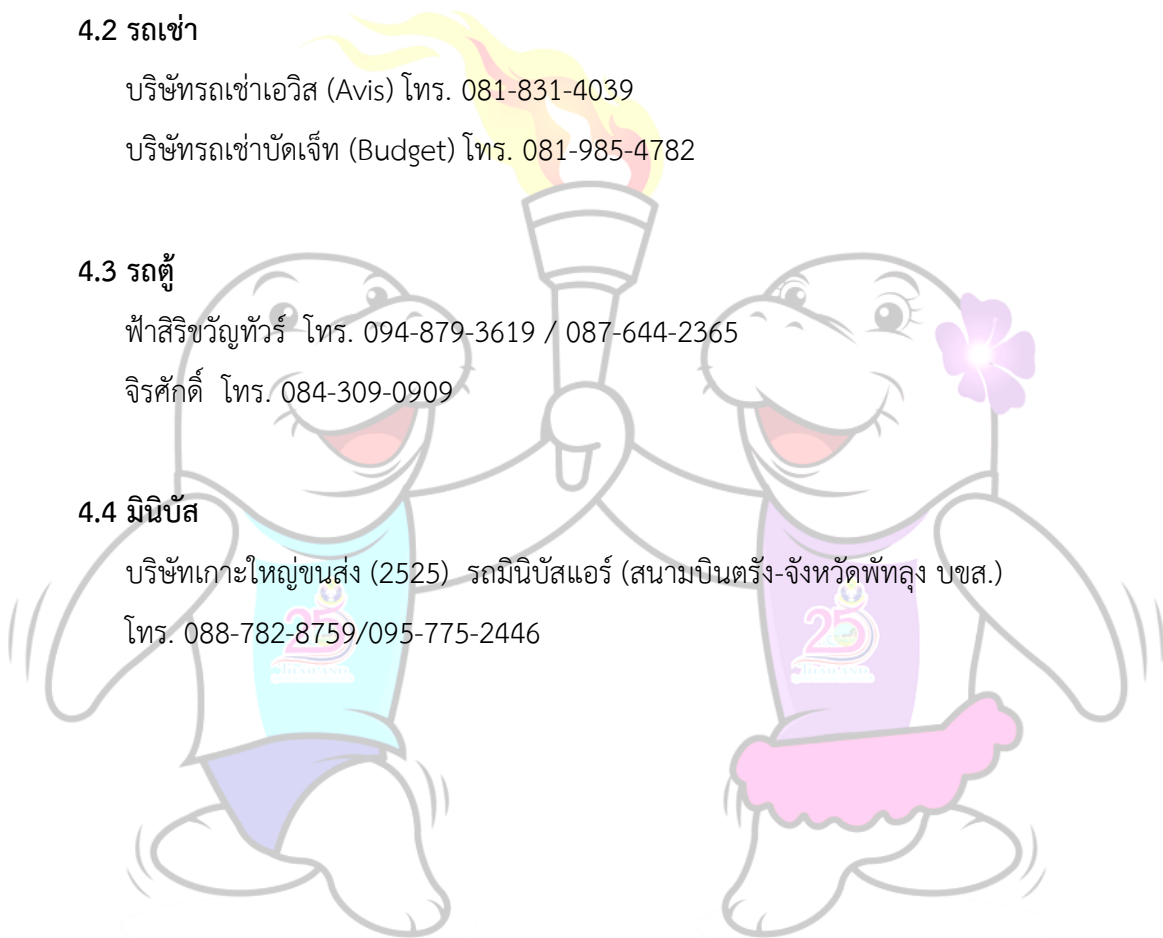 4.2 รถเช่า
บริษัทรถเช่าเอวิส (Avis) โทร. 081-831-4039
บริษัทรถเช่าบัดเจ็ท (Budget) โทร. 081-985-4782
4.3 รถตู้
ฟ้าสิริขวัญทัวร์ โทร. 094-879-3619 / 087-644-2365
จิรศักดิ์ โทร. 084-309-0909
4.4 มินิบัส
บริษัทเกาะใหญ่ขนส่ง (2525) รถมินิบัสแอร์ (สนามบินตรัง-จังหวัดพัทลุง บขส.)
โทร. 088-782-8759/095-775-2446
25 25
THAILAND THAILAND